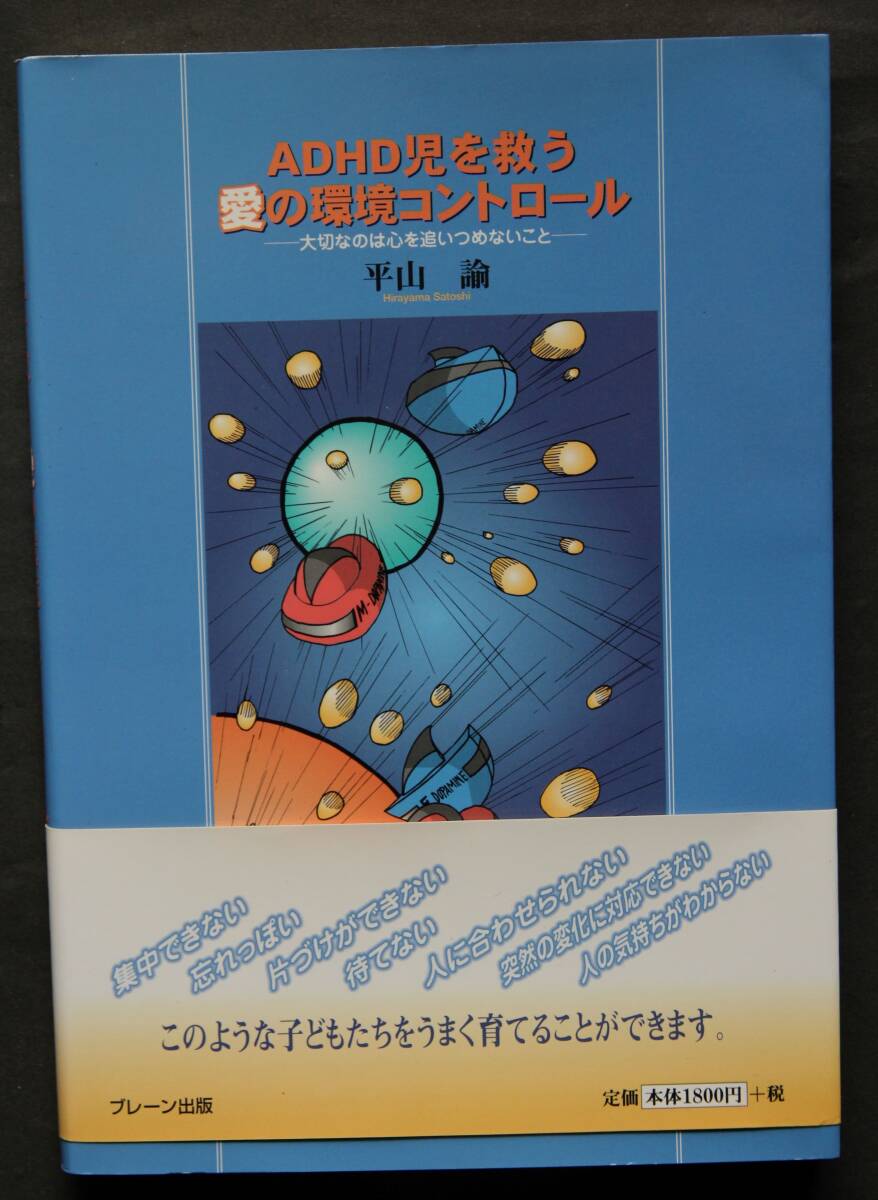 ADHD児を救う
愛の環境コントロール
──大切なのは心を追いつめないこと──
平山 諭
Hirayama Satoshi
M-DOPAMINE
DOPAMINE
集中できない
忘れっぽい
片づけができない
待てない
人に合わせられない
突然の変化に対応できない
人の気持ちがわからない
このような子どもたちをうまく育てることができます。
ブレーン出版
定価 本体1800円 +税